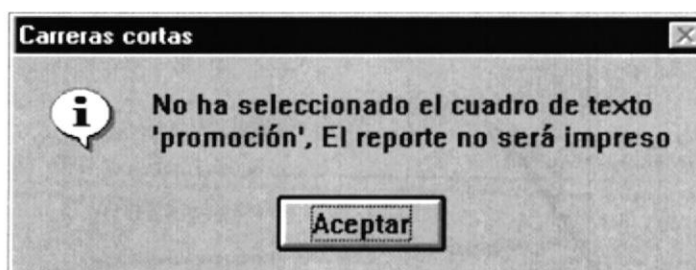 Carreras cortas
No ha seleccionado el cuadro de texto
'promoción', El reporte no será impreso
Aceptar